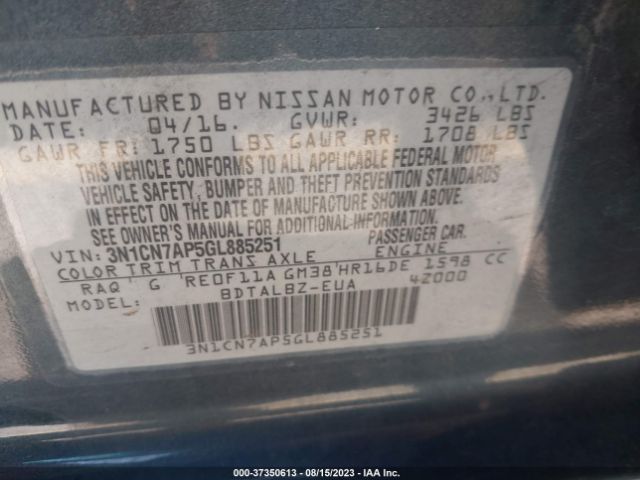 MANUFACTURED BY NISSAN MOTOR CO.,LTD.
DATE: 04/16. GVWR: 3426 LBS
GAWR FR: 1750 LBS GAWR RR: 1708 LBS
THIS VEHICLE CONFORMS TO ALL APPLICABLE FEDERAL MOTOR
VEHICLE SAFETY, BUMPER AND THEFT PREVENTION STANDARDS
IN EFFECT ON THE DATE OF MANUFACTURE SHOWN ABOVE.
SEE OWNER'S MANUAL FOR ADDITIONAL INFORMATION.
VIN: 3N1CN7AP5GL885251 PASSENGER CAR.
COLOR TRIM TRANS AXLE ENGINE
RAQ G RE0F11A GM38 HR16DE 1598 CC
MODEL: BDTALBZ-EUA 4Z000
3N1CN7AP5GL885251
000-37350613 - 08/15/2023 - IAA Inc.